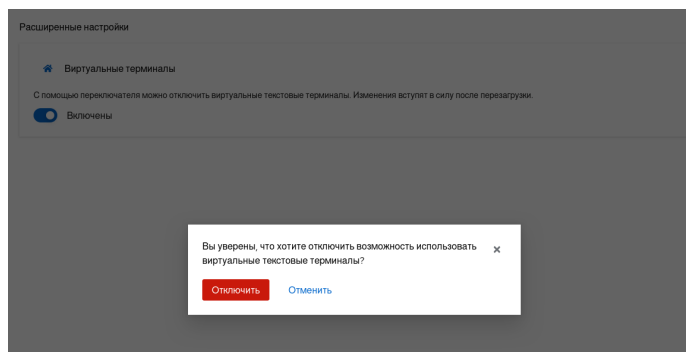 Расширенные настройки
Виртуальные терминалы
С помощью переключателя можно отключить виртуальные текстовые терминалы. Изменения вступят в силу после перезагрузки.
Включены
Вы уверены, что хотите отключить возможность использовать
виртуальные текстовые терминалы?
Отключить Отменить